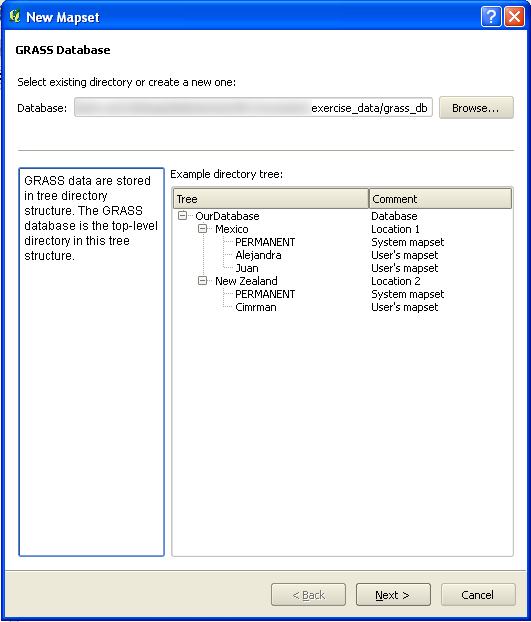 New Mapset
GRASS Database
Select existing directory or create a new one:
Database: exercise_data/grass_db Browse...
GRASS data are stored
in tree directory
structure. The GRASS
database is the top-level
directory in this tree
structure.
Example directory tree:
Tree Comment
OurDatabase Database
Mexico Location 1
PERMANENT System mapset
Alejandra User's mapset
Juan User's mapset
New Zealand Location 2
PERMANENT System mapset
Cimrman User's mapset
< Back Next > Cancel